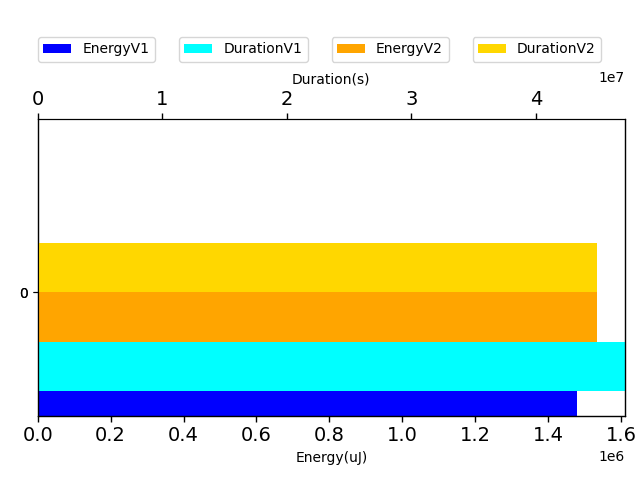 EnergyV1 DurationV1 EnergyV2 DurationV2
Duration(s) 1e7
0 1 2 3 4
0
0.0 0.2 0.4 0.6 0.8 1.0 1.2 1.4 1.6
Energy(uJ) 1e6